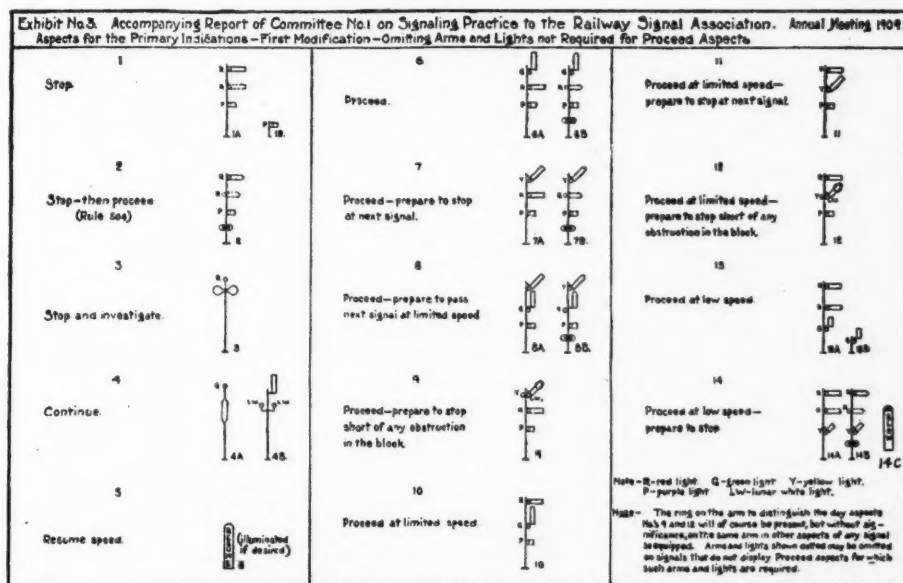 Exhibit No.3. Accompanying Report of Committee No.1 on Signaling Practice to the Railway Signal Association. Annual Meeting 1909.
Aspects for the Primary Indications – First Modification – Omitting Arms and Lights not Required for Proceed Aspects
1
Stop.
1A 1B.
2
Stop-then proceed
(Rule 504)
2
3
Stop and investigate.
3
4
Continue.
4A 4B.
5
Resume speed.
(illuminated
if desired)
5
6
Proceed.
6A 6B.
7
Proceed – prepare to stop
at next signal.
7A 7B.
8
Proceed – prepare to pass
next signal at limited speed
8A. 8B.
9
Proceed – prepare to stop
short of any obstruction
in the block.
9
10
Proceed at limited speed.
10
11
Proceed at limited speed –
prepare to stop at next signal.
11
12
Proceed at limited speed –
prepare to stop short of any
obstruction in the block.
12
13
Proceed at low speed.
13A 13B
14
Proceed at low speed –
prepare to stop
14A 14B 14C
Note – R-red light. G-green light Y-yellow light.
P-purple light LW-lunar white light.
Note – The ring on the arm to distinguish the day aspects
No's 9 and 12 will of course be present, but without sig-
nificance, on the same arm in other aspects of any signal
so equipped. Arms and lights shown dotted may be omitted
on signals that do not display Proceed aspects for which
such arms and lights are required.